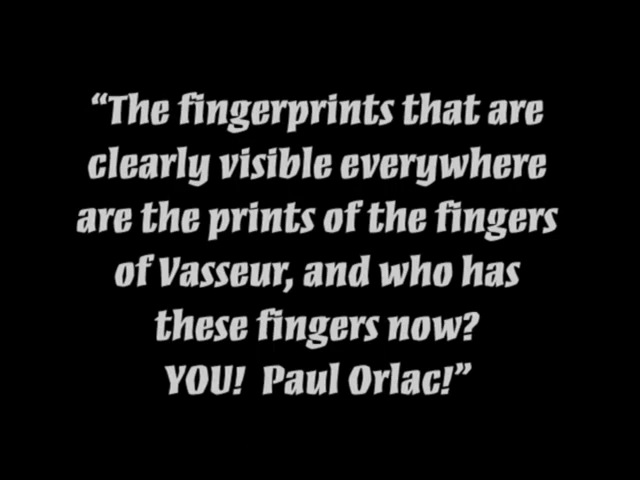 “The fingerprints that are
clearly visible everywhere
are the prints of the fingers
of Vasseur, and who has
these fingers now?
YOU!  Paul Orlac!”